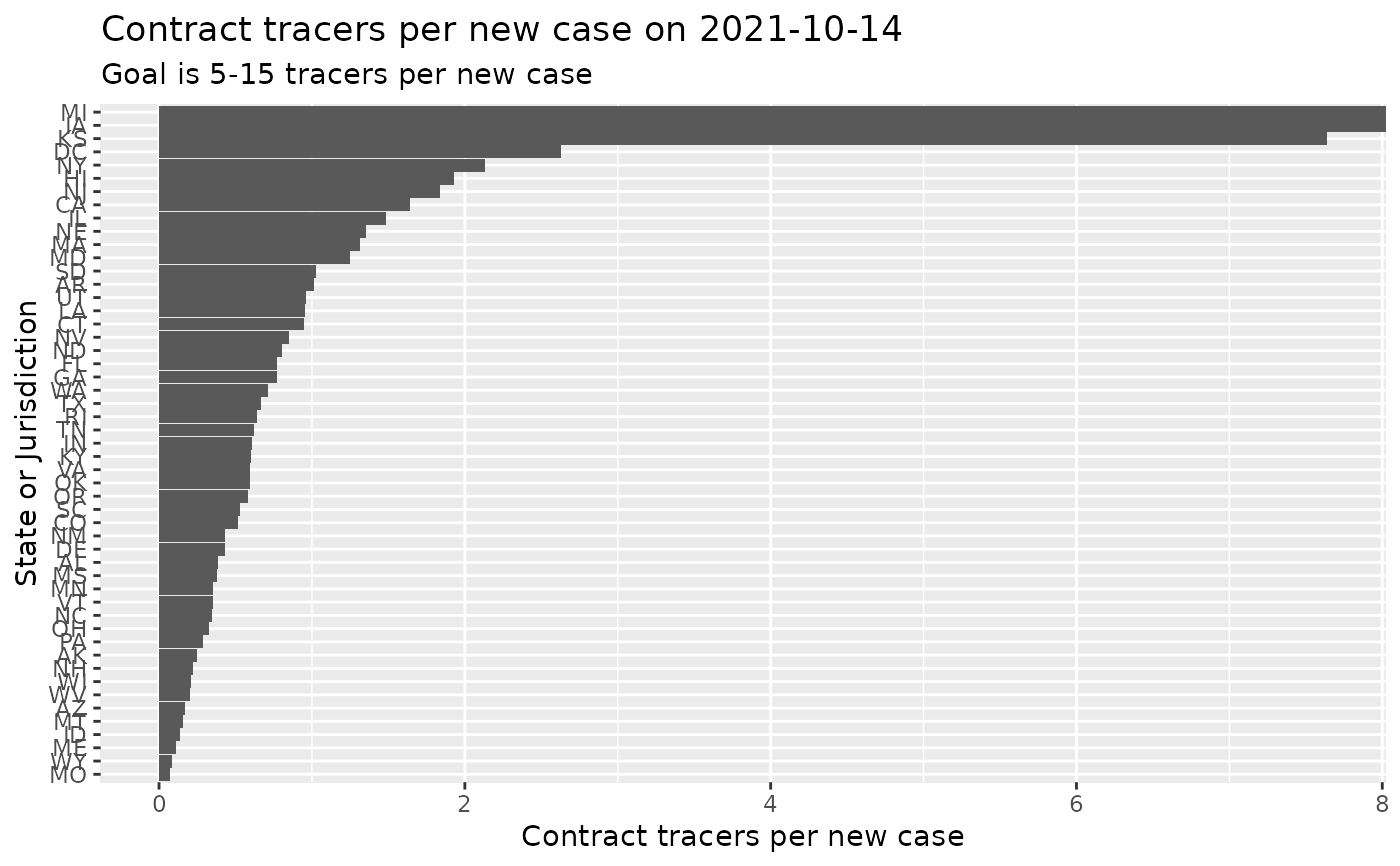 Contract tracers per new case on 2021-10-14
Goal is 5-15 tracers per new case
State or Jurisdiction
MI
IA
KS
DC
NY
HI
NJ
CA
IL
NE
MA
MD
SD
AR
UT
LA
CT
NV
ND
FL
GA
WA
TX
RI
TN
IN
KY
VA
OK
OR
SC
CO
NM
DE
AL
MS
MN
VT
NC
OH
PA
AK
NH
WI
WV
AZ
MT
ID
ME
WY
MO
0 2 4 6 8
Contract tracers per new case